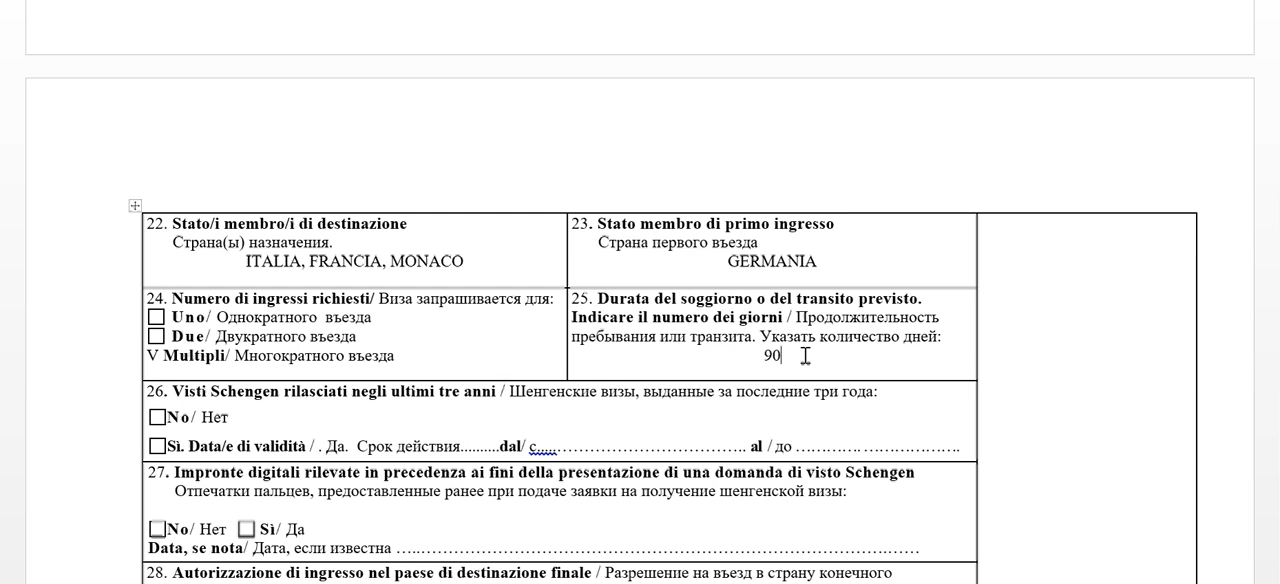 22. Stato/i membro/i di destinazione
Страна(ы) назначения.
ITALIA, FRANCIA, MONACO
23. Stato membro di primo ingresso
Страна первого въезда
GERMANIA
24. Numero di ingressi richiesti/ Виза запрашивается для:
Uno/ Однократного въезда
Due/ Двукратного въезда
V Multipli/ Многократного въезда
25. Durata del soggiorno o del transito previsto.
Indicare il numero dei giorni / Продолжительность
пребывания или транзита. Указать количество дней:
90
26. Visti Schengen rilasciati negli ultimi tre anni / Шенгенские визы, выданные за последние три года:
No/ Нет
Sì. Data/e di validità / . Да. Срок действия..........dal/ с.....…………………………….. al / до ………….. ……………….
27. Impronte digitali rilevate in precedenza ai fini della presentazione di una domanda di visto Schengen
Отпечатки пальцев, предоставленные ранее при подаче заявки на получение шенгенской визы:
No/ Нет Sì/ Да
Data, se nota/ Дата, если известна …..…………………………………………………………………..……
28. Autorizzazione di ingresso nel paese di destinazione finale / Разрешение на въезд в страну конечного